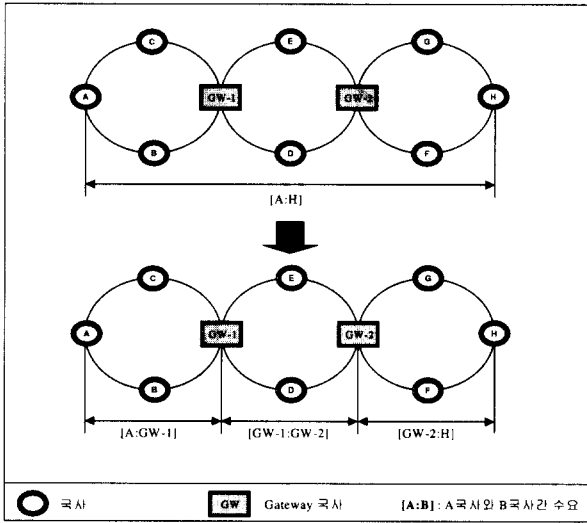 C E G
A GW-1 GW-2 H
B D F
[A:H]
C E G
A GW-1 GW-2 H
B D F
[A:GW-1] [GW-1:GW-2] [GW-2:H]
국사 GW Gateway 국사 [A:B] : A국사와 B국사간 수요